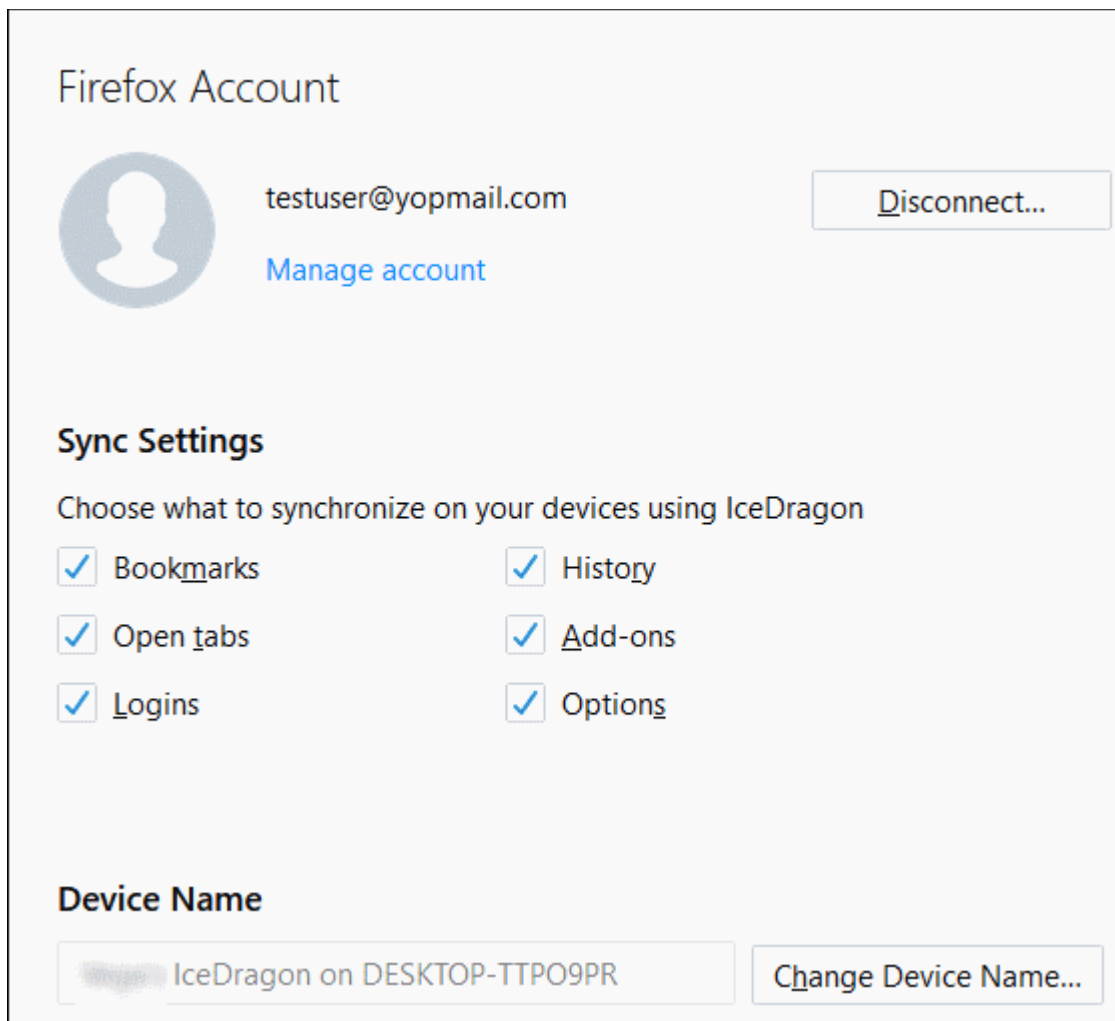 Firefox Account
testuser@yopmail.com
Disconnect...
Manage account
Sync Settings
Choose what to synchronize on your devices using IceDragon
Bookmarks
History
Open tabs
Add-ons
Logins
Options
Device Name
IceDragon on DESKTOP-TTPO9PR
Change Device Name...